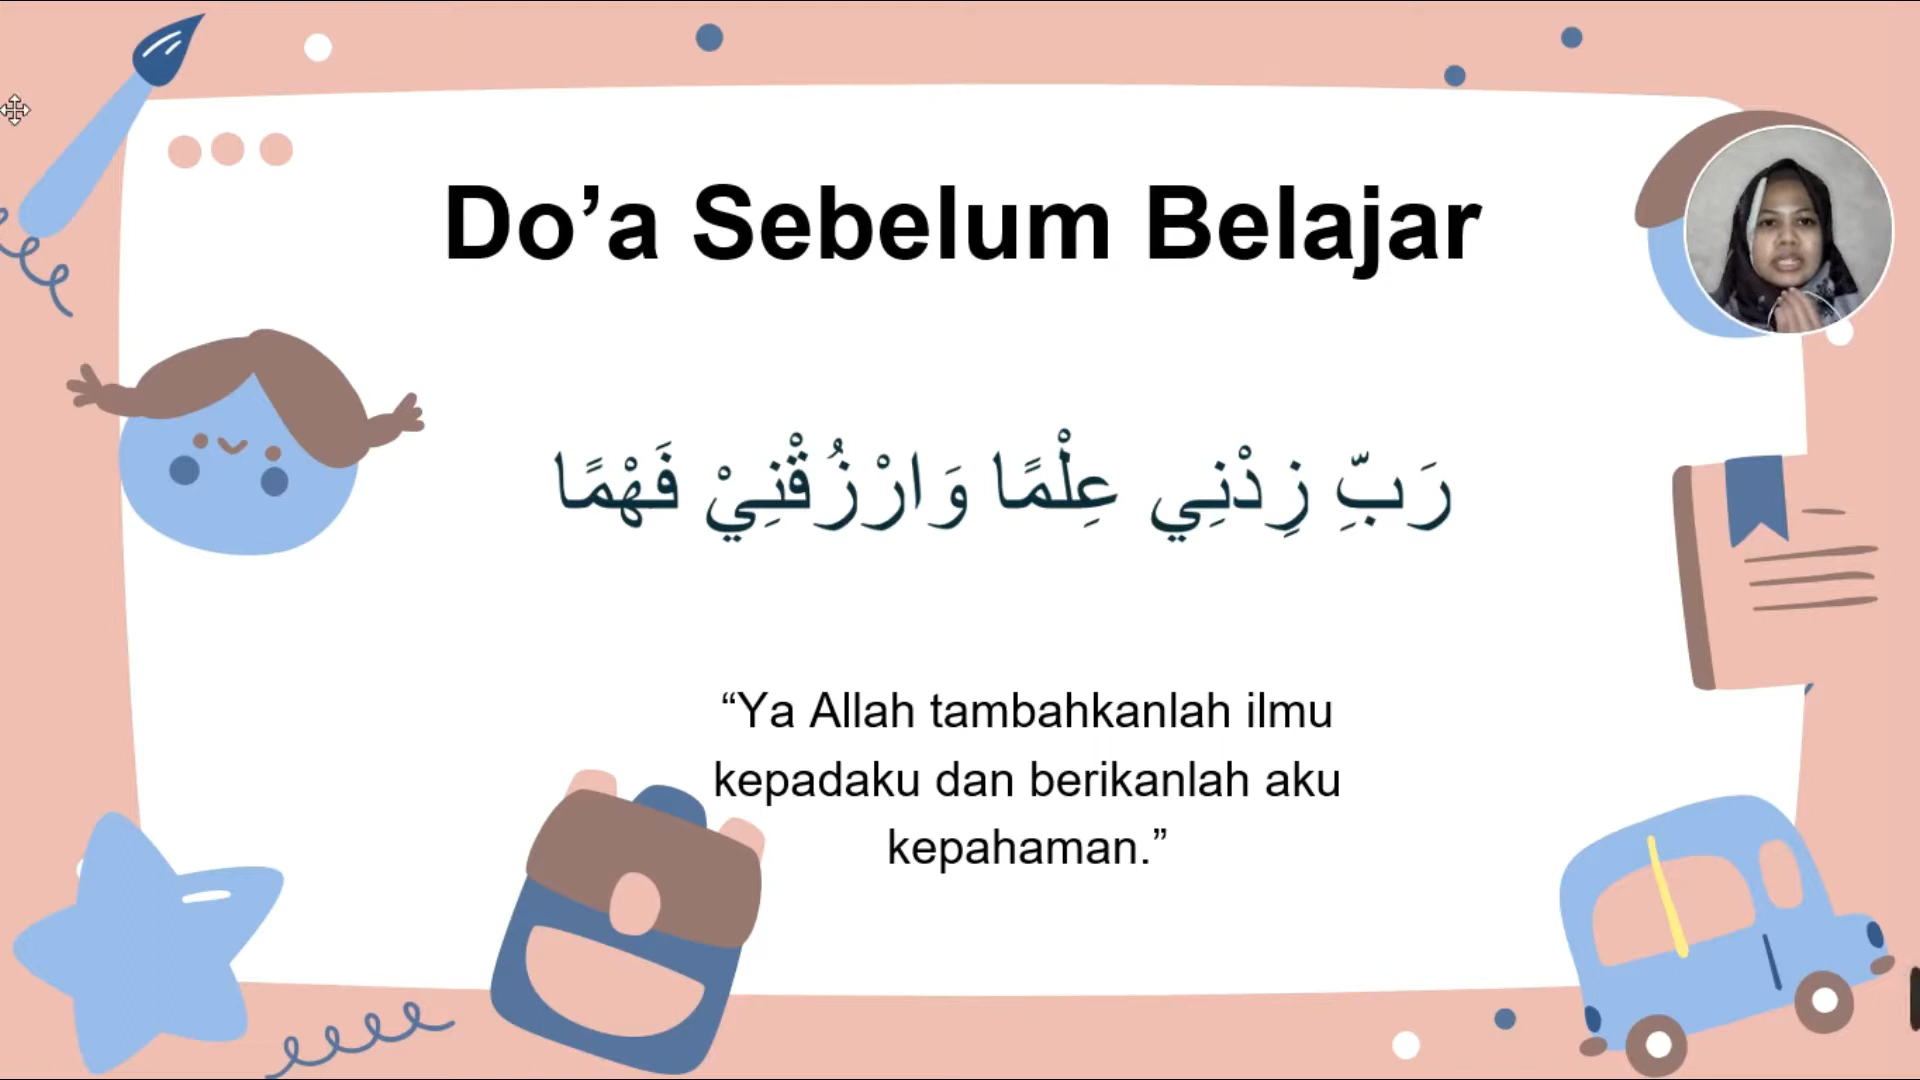 Do’a Sebelum Belajar
رَبِّ زِدْنِي عِلْمًا وَارْزُقْنِيْ فَهْمًا
“Ya Allah tambahkanlah ilmu
kepadaku dan berikanlah aku
kepahaman.”